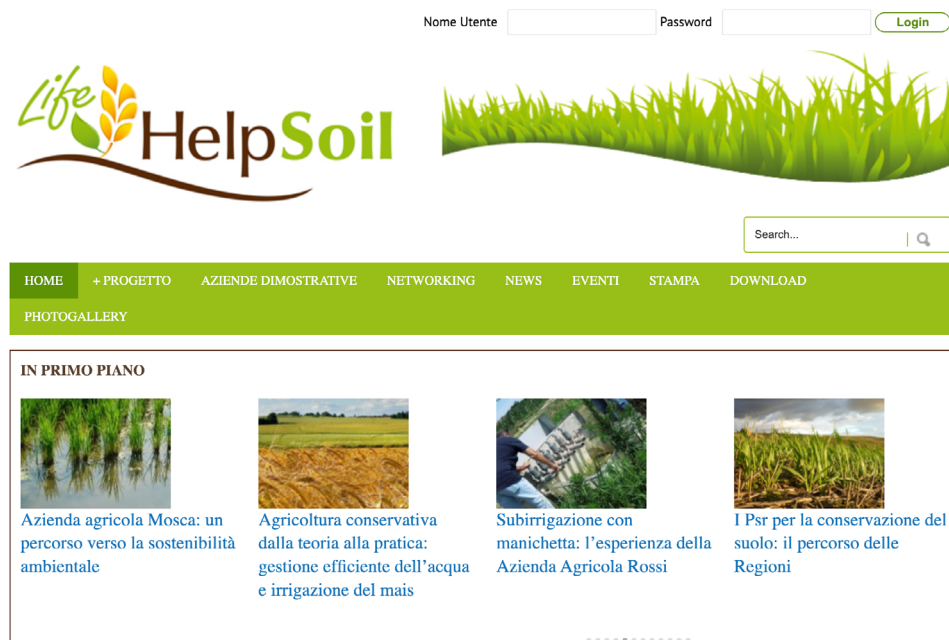 Nome Utente Password Login
Life HelpSoil
Search...
HOME + PROGETTO AZIENDE DIMOSTRATIVE NETWORKING NEWS EVENTI STAMPA DOWNLOAD
PHOTOGALLERY
IN PRIMO PIANO
Azienda agricola Mosca: un
percorso verso la sostenibilità
ambientale
Agricoltura conservativa
dalla teoria alla pratica:
gestione efficiente dell’acqua
e irrigazione del mais
Subirrigazione con
manichetta: l’esperienza della
Azienda Agricola Rossi
I Psr per la conservazione del
suolo: il percorso delle
Regioni